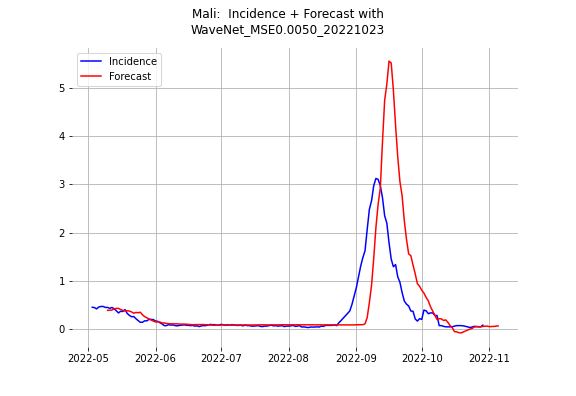 Mali:  Incidence + Forecast with
WaveNet_MSE0.0050_20221023
Incidence
Forecast
5
4
3
2
1
0
2022-05 2022-06 2022-07 2022-08 2022-09 2022-10 2022-11